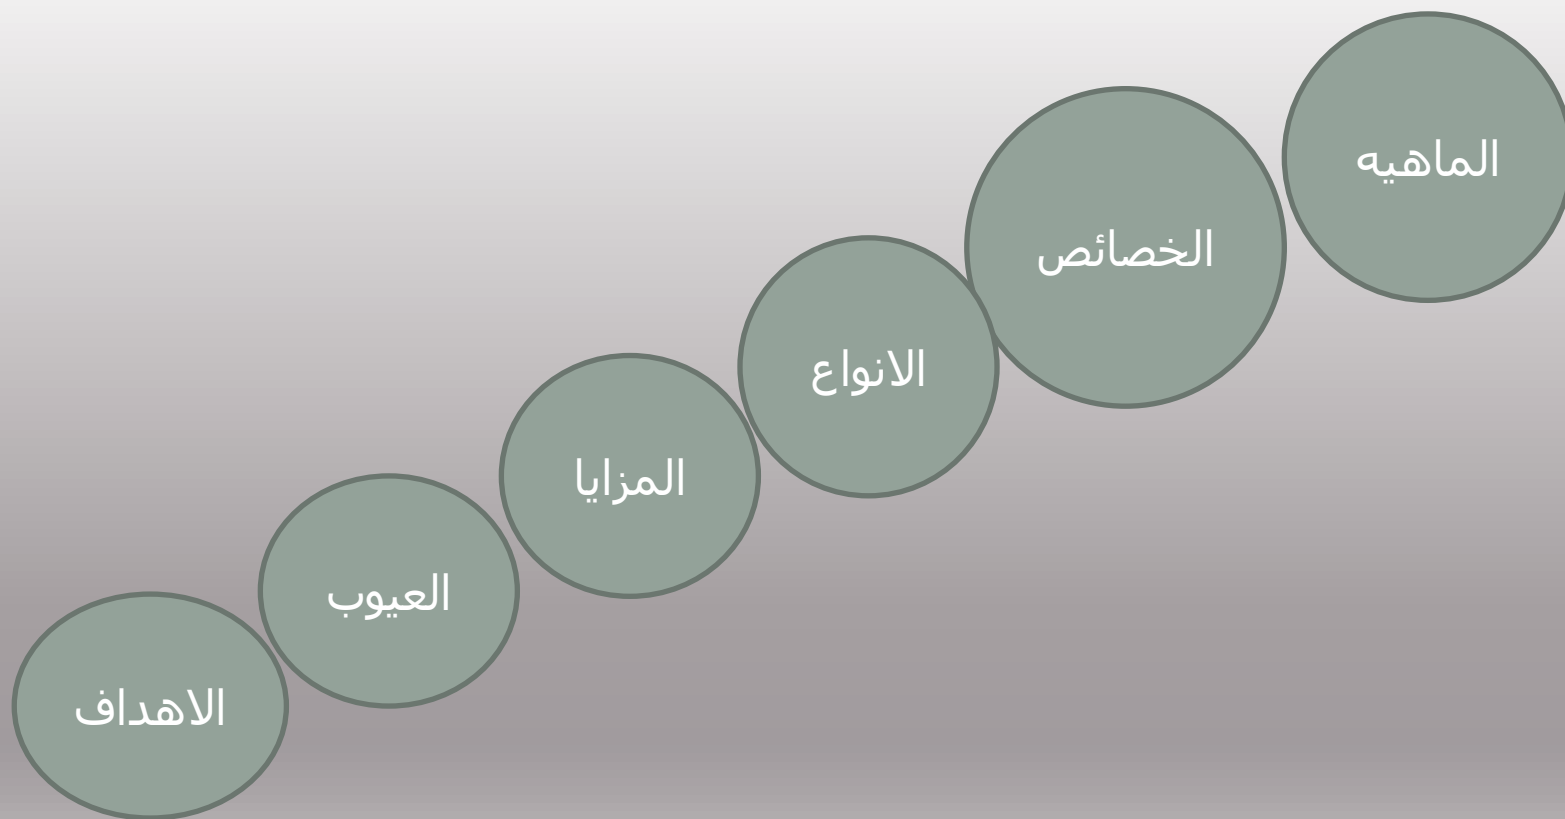 الماهيه
الخصائص
الانواع
المزايا
العيوب
الاهداف